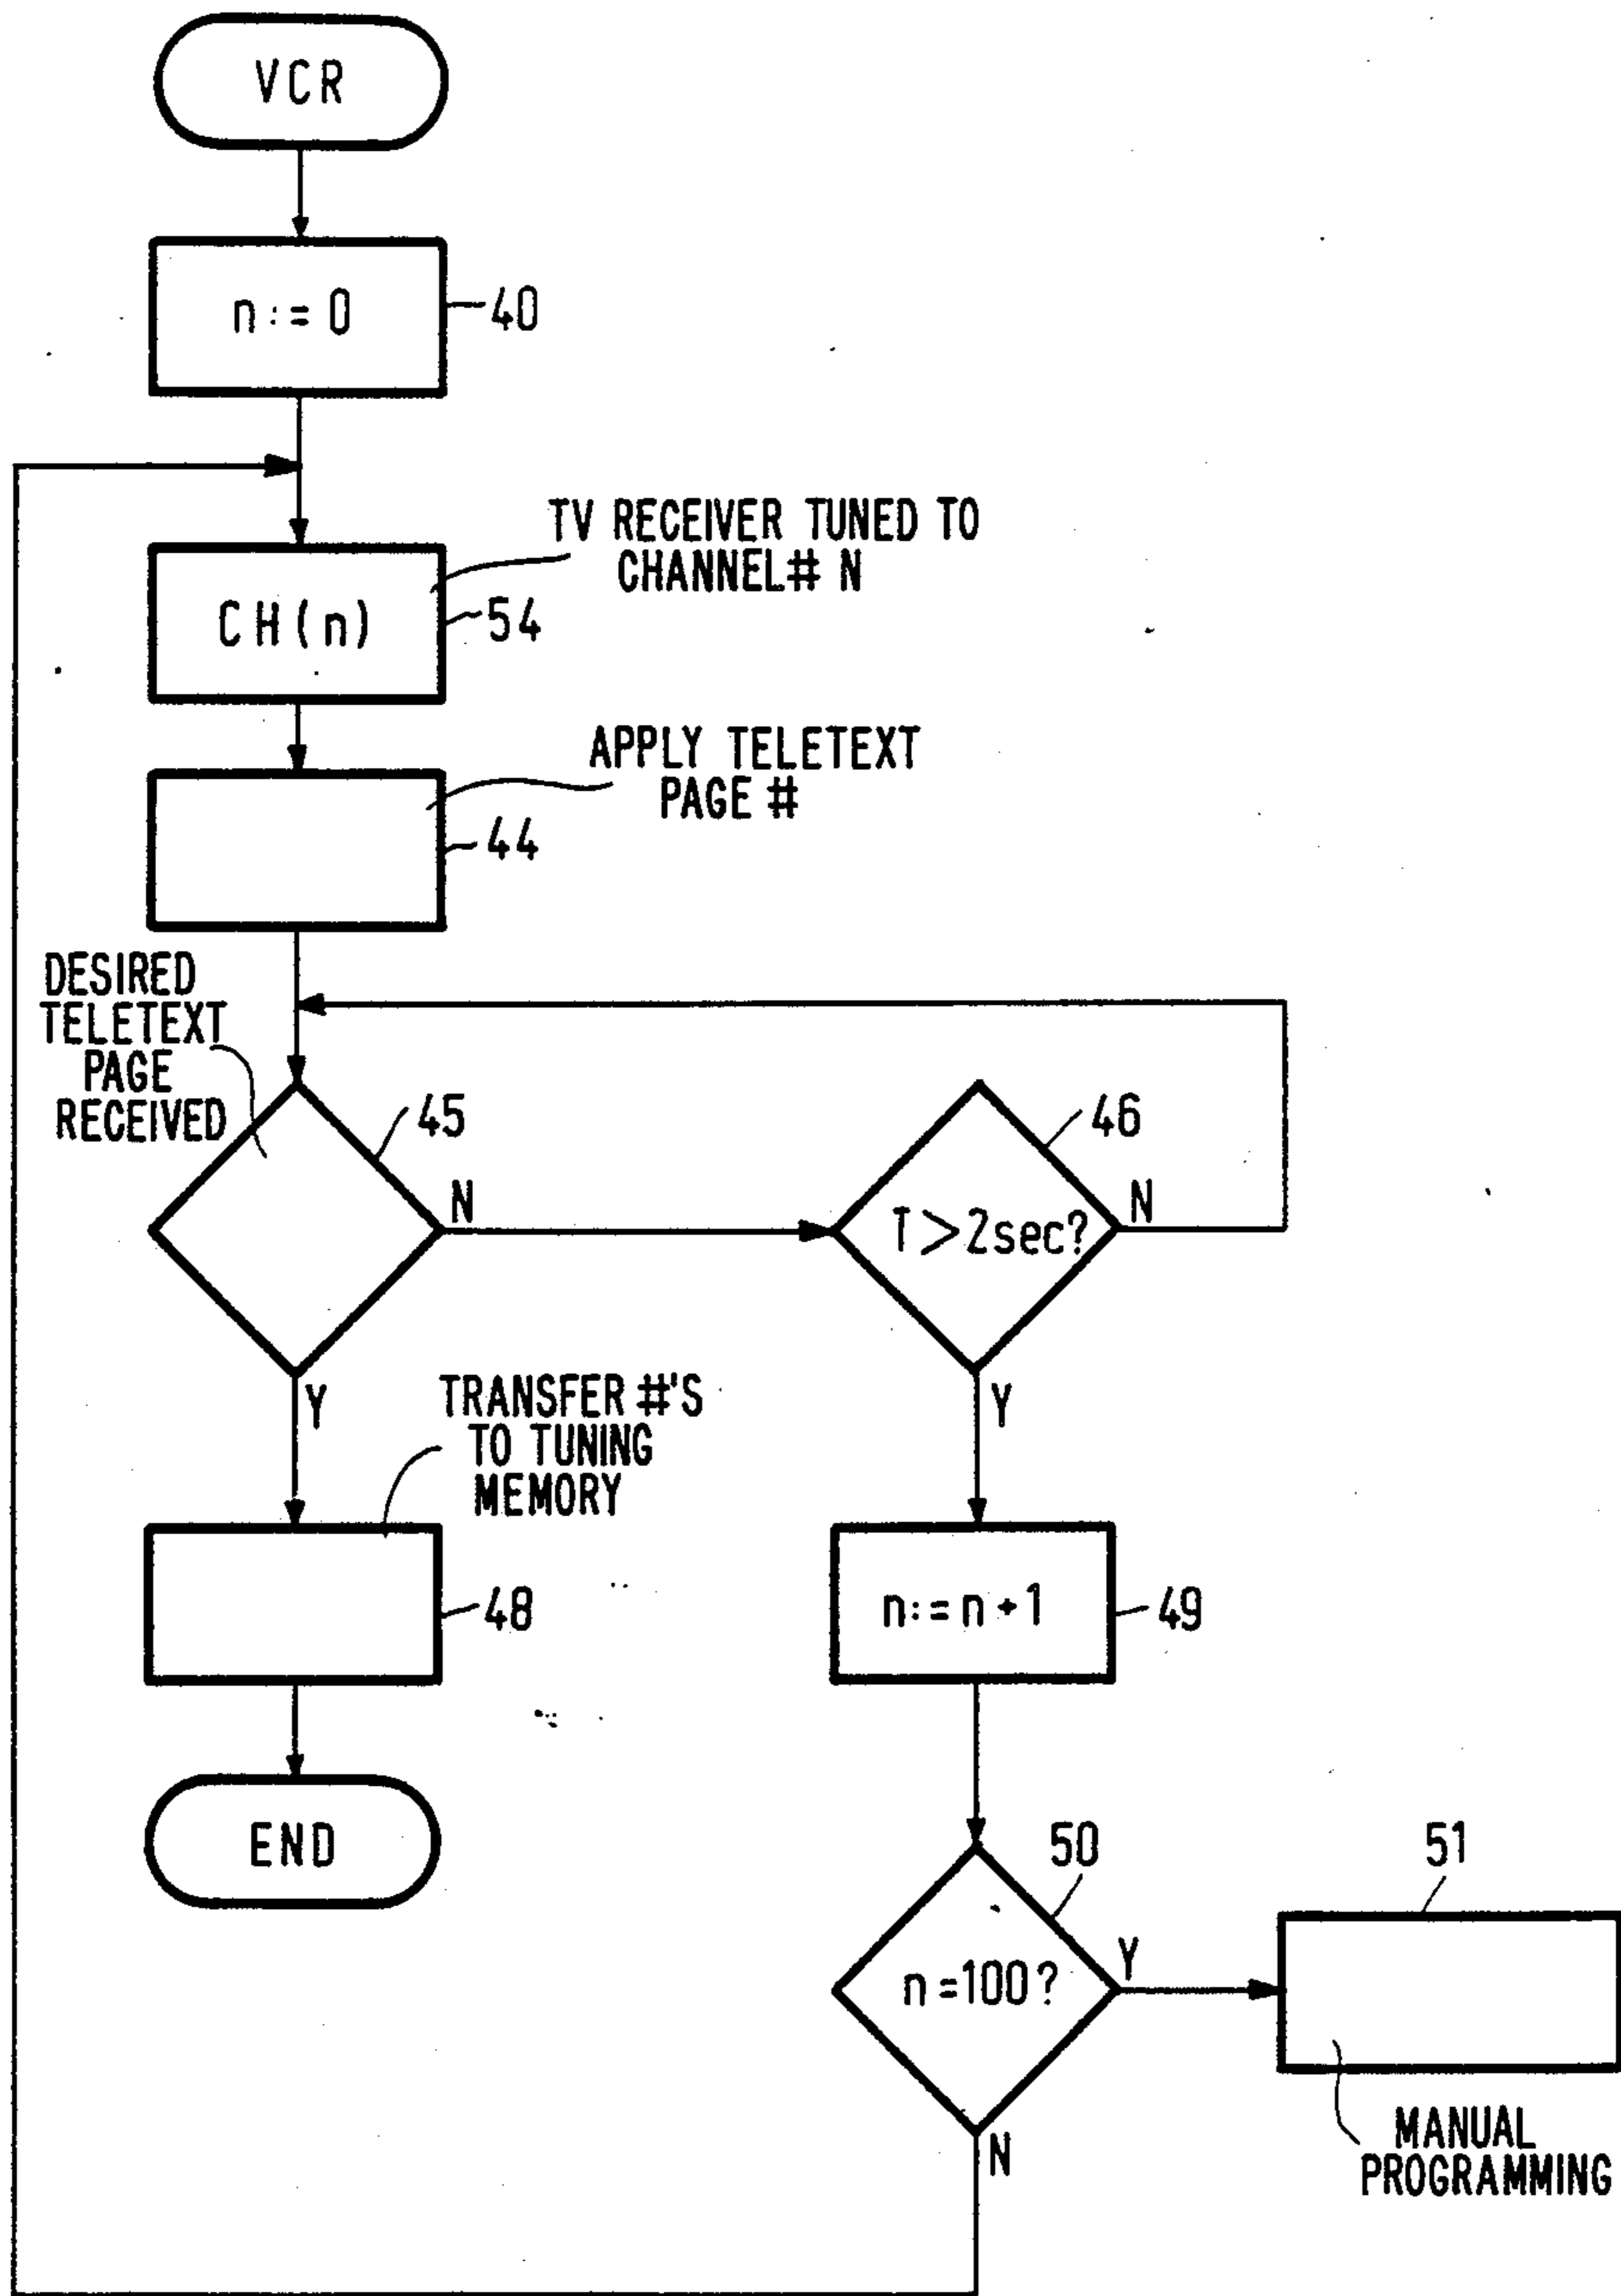 VCR
n:=0
40
TV RECEIVER TUNED TO
CHANNEL# N
CH(n)
54
APPLY TELETEXT
PAGE #
44
DESIRED
TELETEXT
PAGE
RECEIVED
45
N
46
T>2sec?
N
Y
Y
TRANSFER #'S
TO TUNING
MEMORY
48
n:=n+1
49
END
50
n=100?
Y
51
N
MANUAL
PROGRAMMING